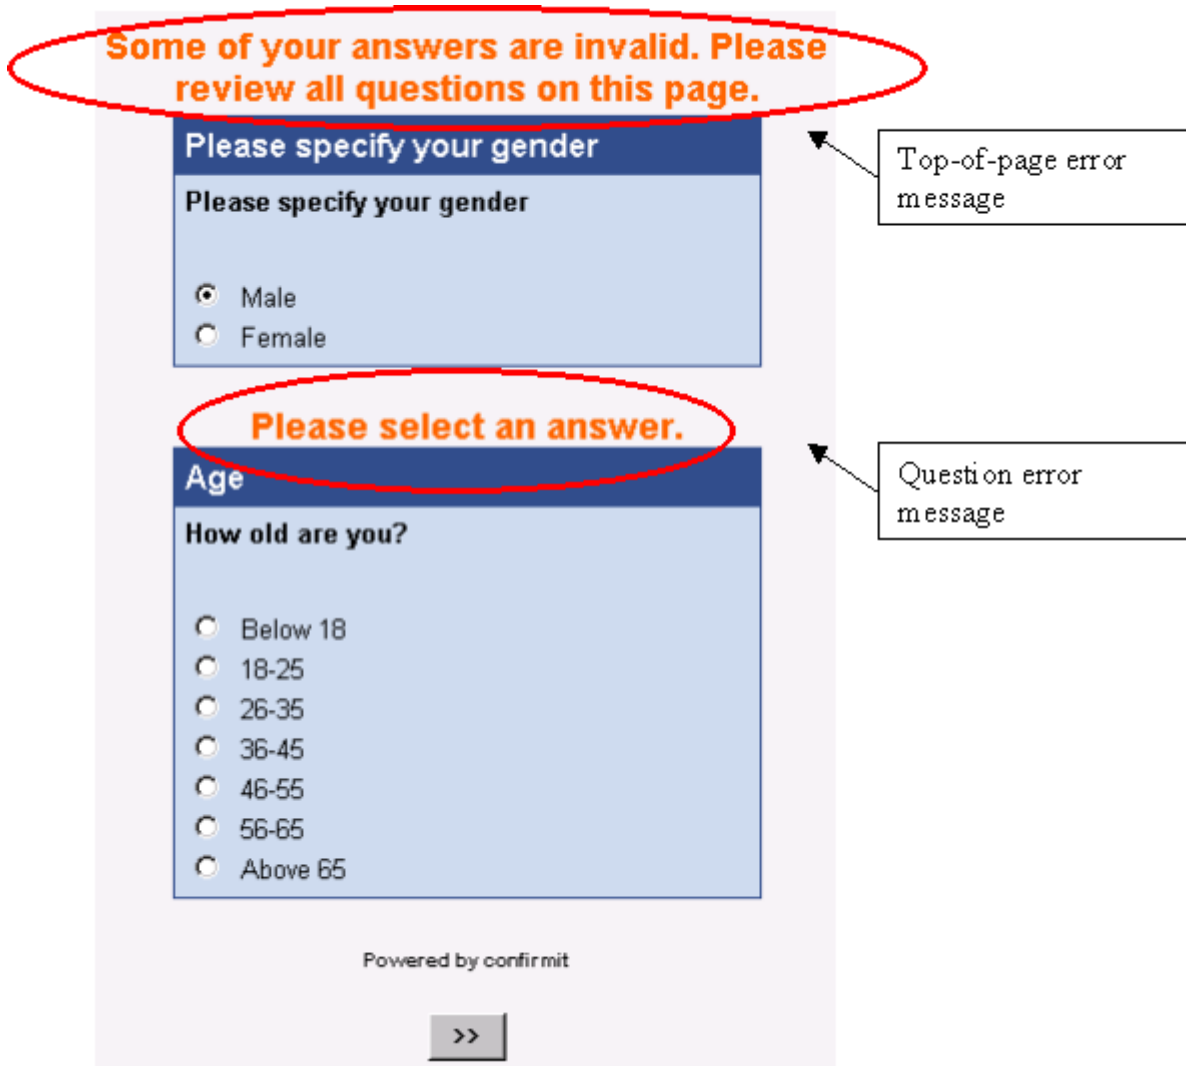 Some of your answers are invalid. Please
review all questions on this page.
Please specify your gender
Top-of-page error
message
Please specify your gender
Male
Female
Please select an answer.
Age
Question error
message
How old are you?
Below 18
18-25
26-35
36-45
46-55
56-65
Above 65
Powered by confirmit
>>